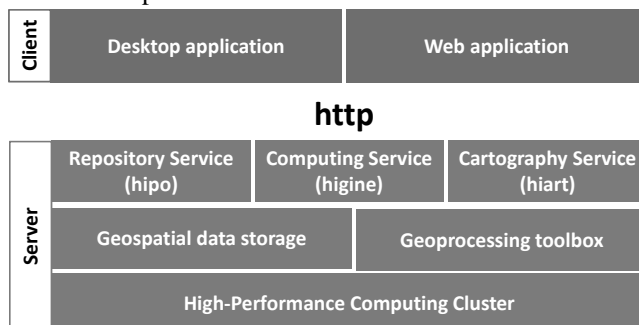 Client
Desktop application
Web application
http
Server
Repository Service
(hipo)
Computing Service
(higine)
Cartography Service
(hiart)
Geospatial data storage
Geoprocessing toolbox
High-Performance Computing Cluster